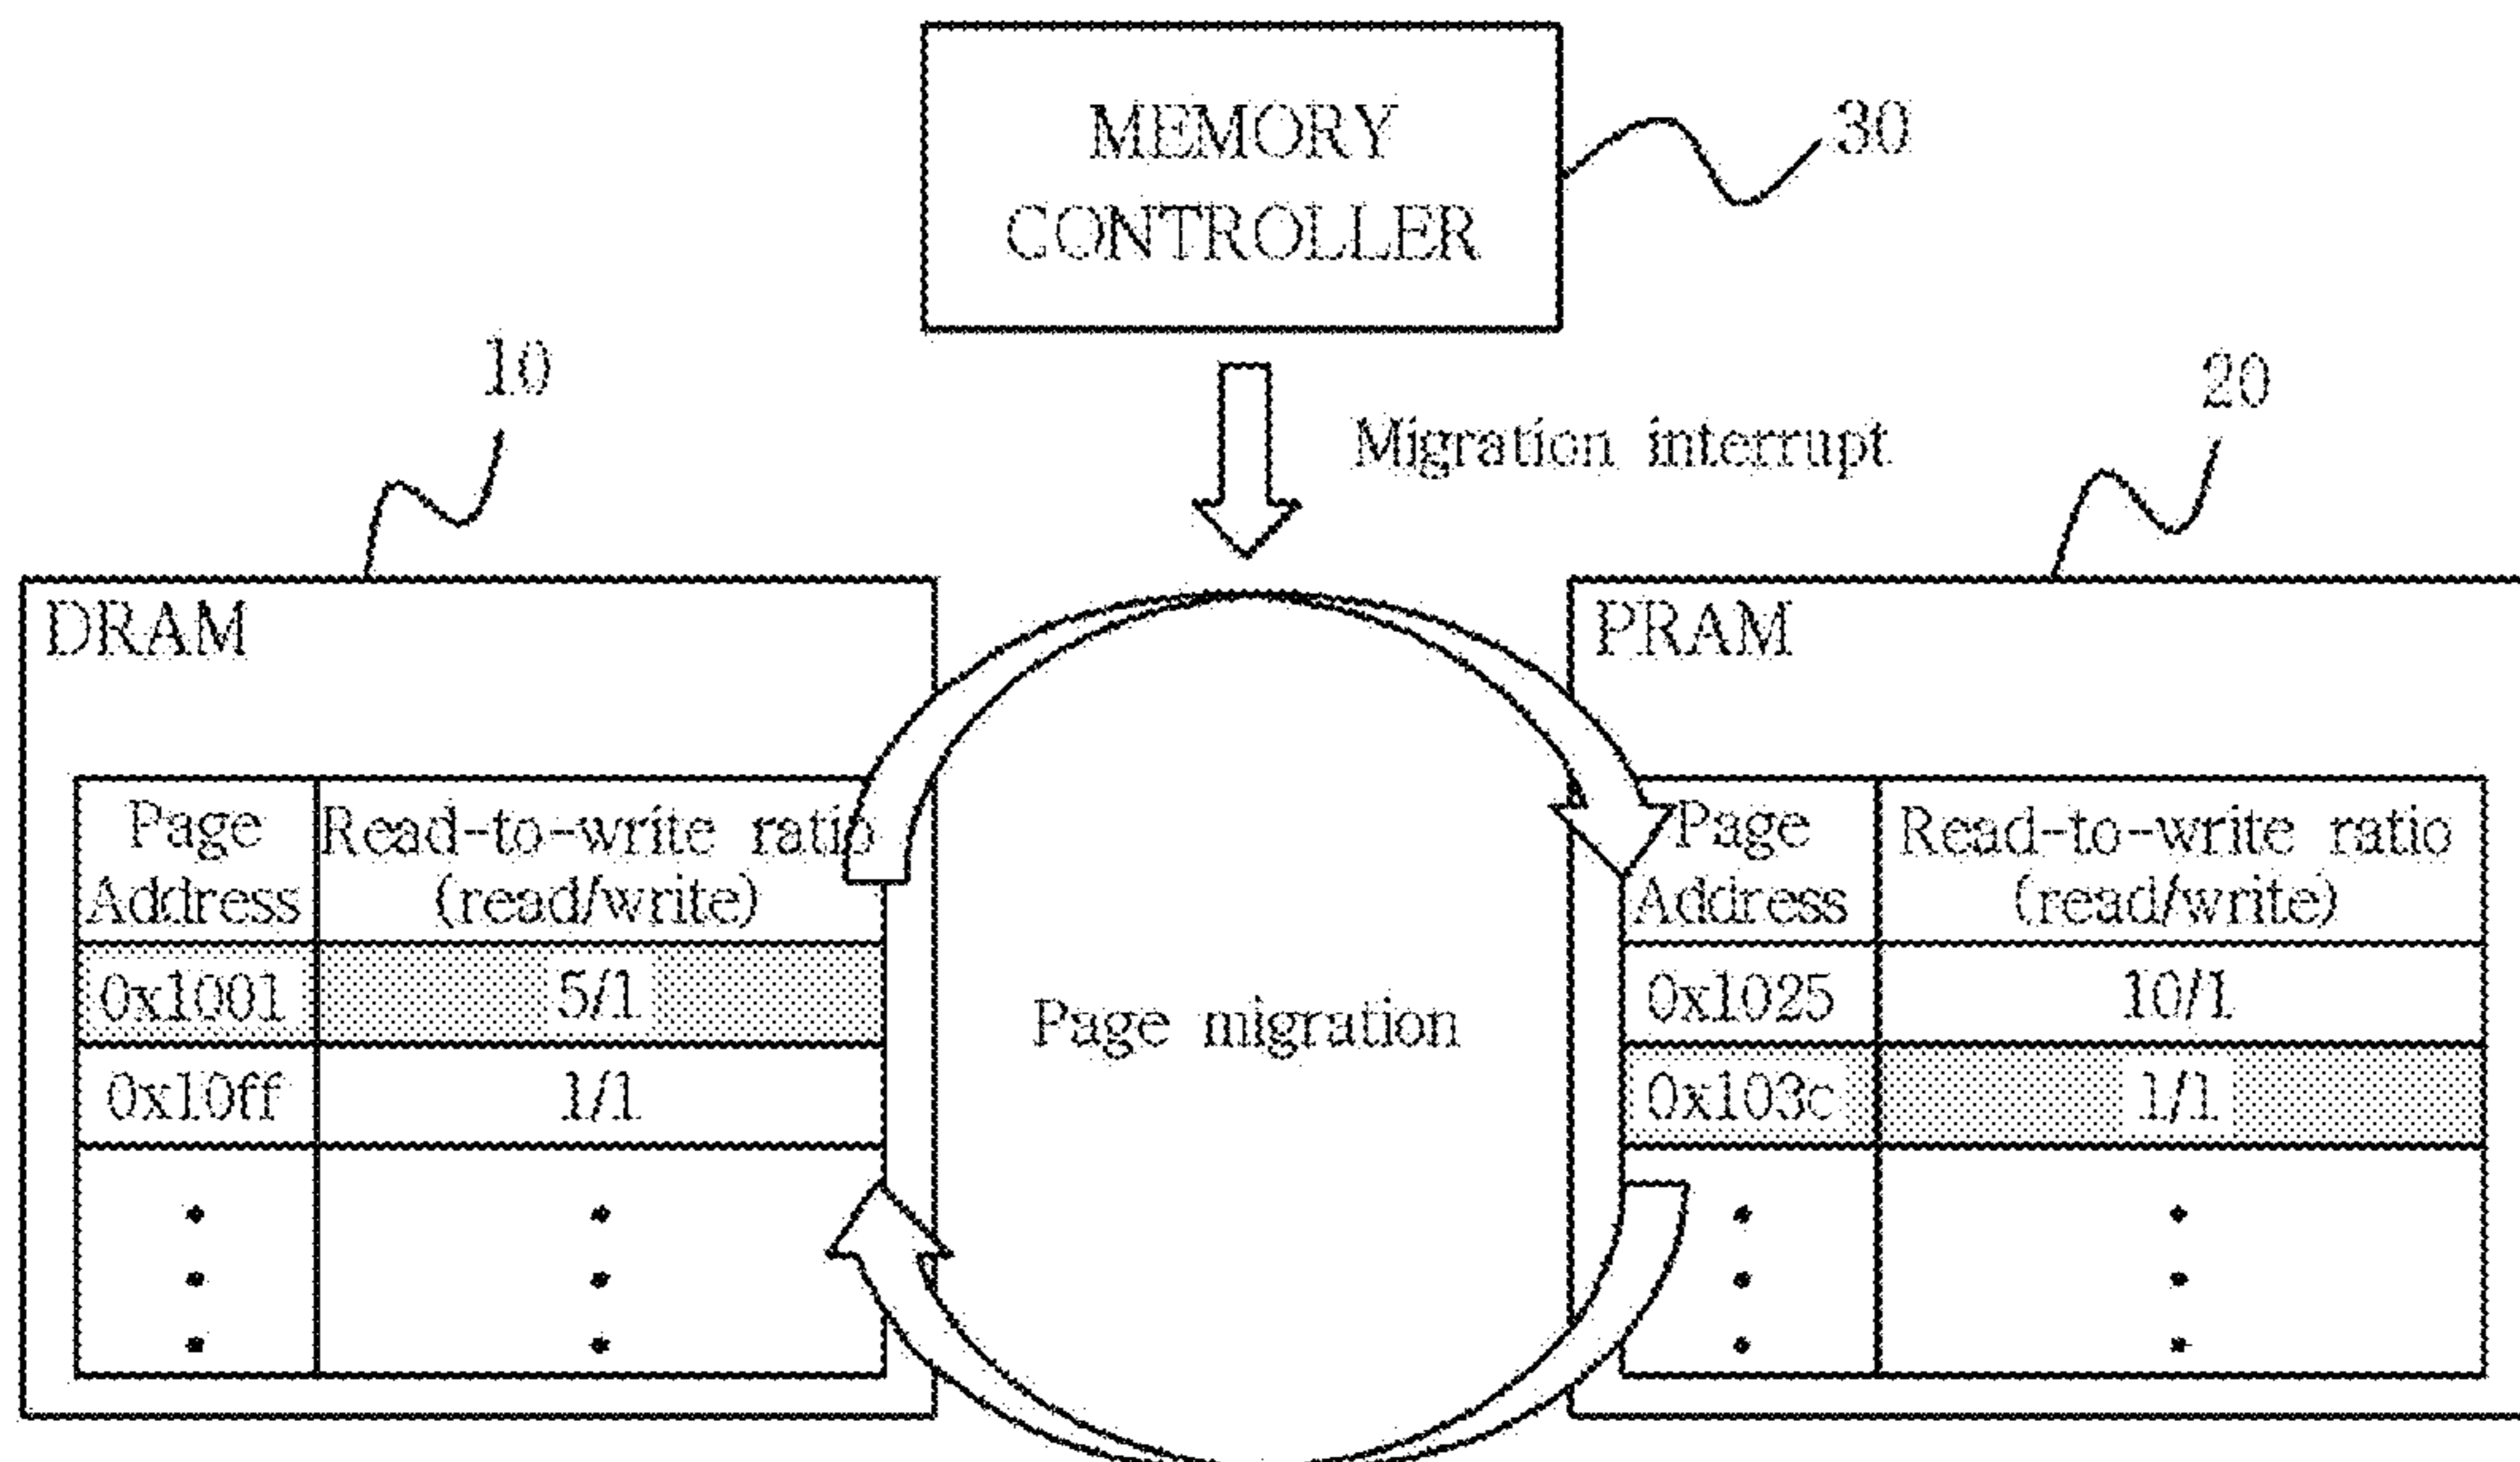 MEMORY
CONTROLLER
30
10
Migration interrupt
20
DRAM
Page
Address
Read-to-write ratio
(read/write)
0x1001
5/1
0x10ff
1/1
Page migration
PRAM
Page
Address
Read-to-write ratio
(read/write)
0x1025
10/1
0x103c
1/1